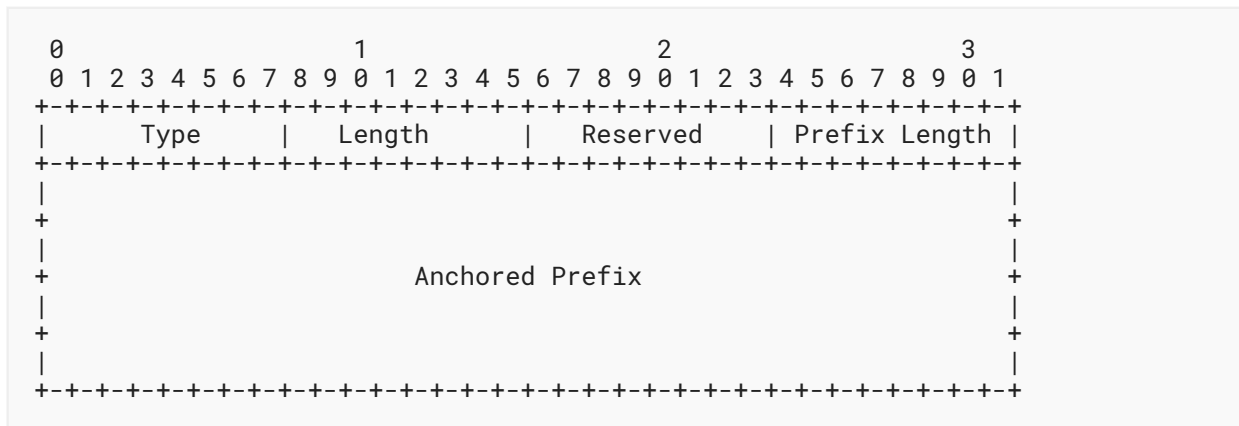 0                   1                   2                   3
 0 1 2 3 4 5 6 7 8 9 0 1 2 3 4 5 6 7 8 9 0 1 2 3 4 5 6 7 8 9 0 1
+-+-+-+-+-+-+-+-+-+-+-+-+-+-+-+-+-+-+-+-+-+-+-+-+-+-+-+-+-+-+-+-+
|      Type     |   Length      |   Reserved    | Prefix Length |
+-+-+-+-+-+-+-+-+-+-+-+-+-+-+-+-+-+-+-+-+-+-+-+-+-+-+-+-+-+-+-+-+
|                                                               |
+                                                               +
|                                                               |
+                        Anchored Prefix                        +
|                                                               |
+                                                               +
|                                                               |
+-+-+-+-+-+-+-+-+-+-+-+-+-+-+-+-+-+-+-+-+-+-+-+-+-+-+-+-+-+-+-+-+